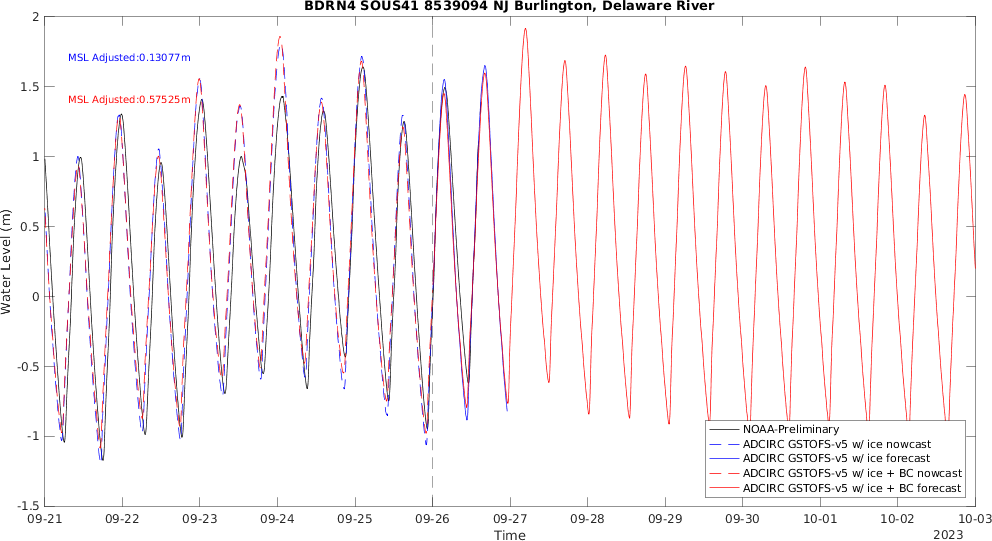 BDRN4 SOUS41 8539094 NJ Burlington, Delaware River
2
1.5
1
0.5
0
-0.5
-1
-1.5
Water Level (m)
MSL Adjusted:0.13077m
MSL Adjusted:0.57525m
NOAA-Preliminary
ADCIRC GSTOFS-v5 w/ ice nowcast
ADCIRC GSTOFS-v5 w/ ice forecast
ADCIRC GSTOFS-v5 w/ ice + BC nowcast
ADCIRC GSTOFS-v5 w/ ice + BC forecast
09-21 09-22 09-23 09-24 09-25 09-26 09-27 09-28 09-29 09-30 10-01 10-02 10-03
Time
2023